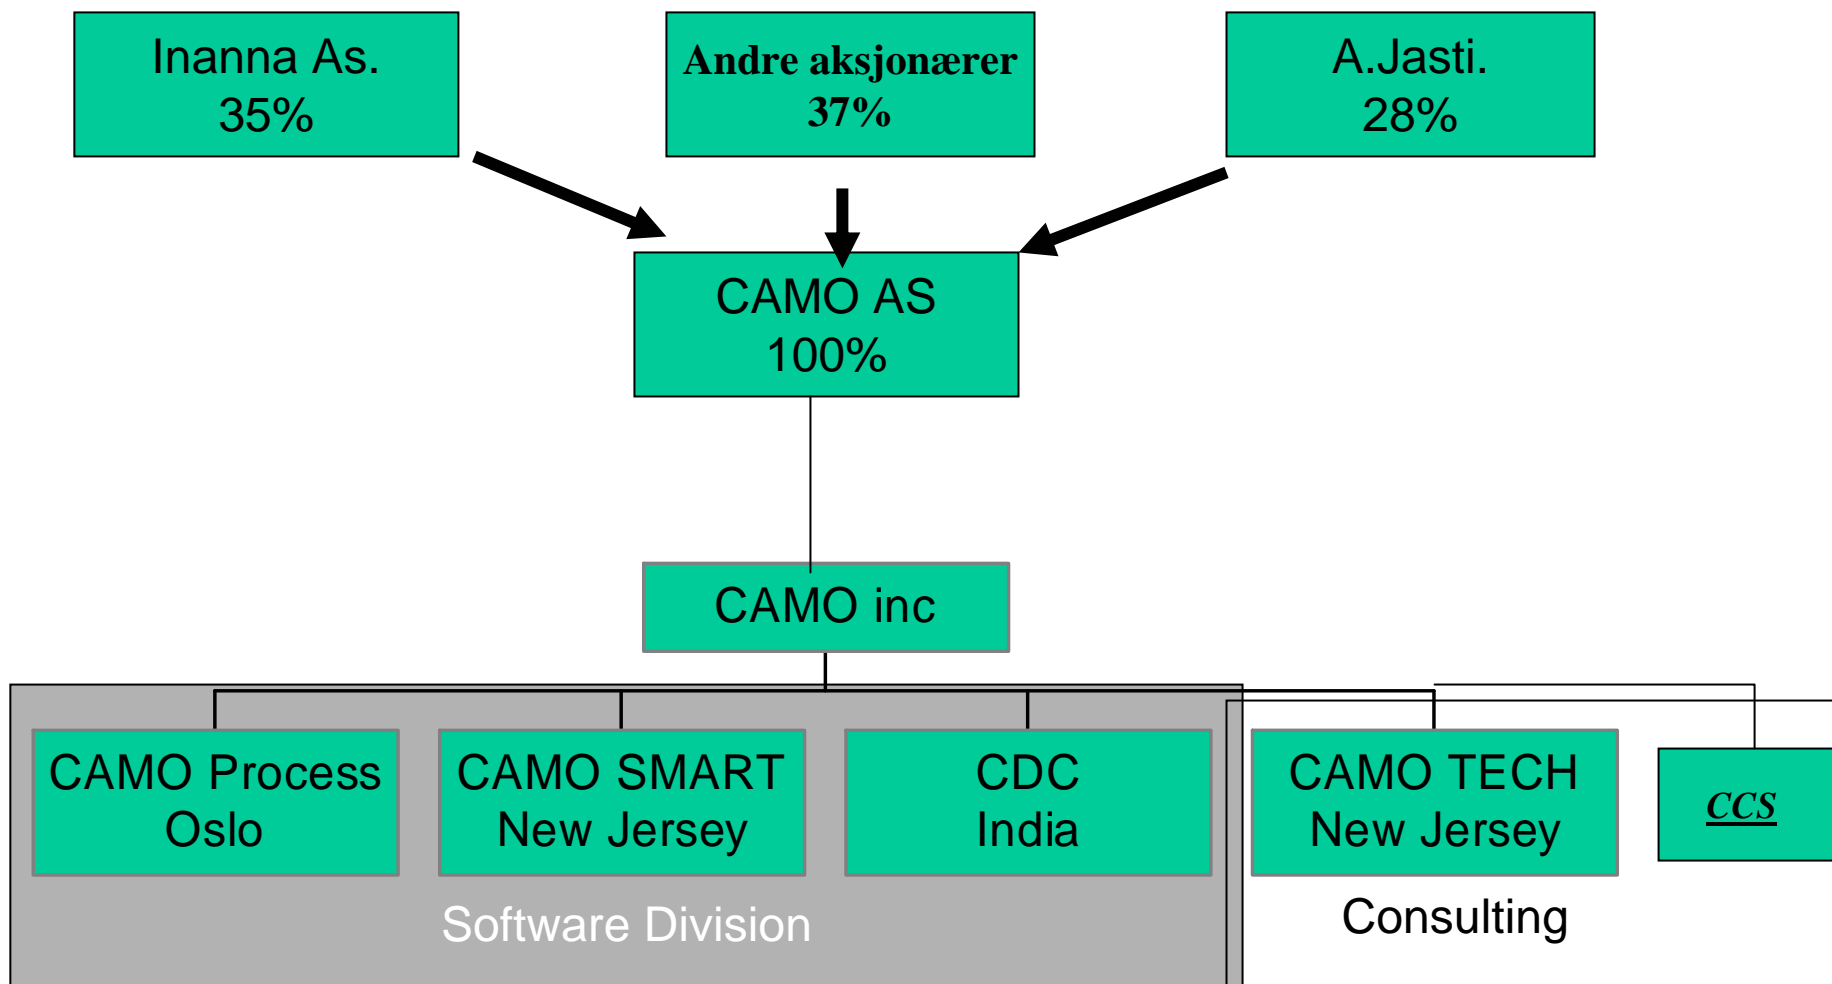 Inanna As.
35%
Andre aksjonærer
37%
A.Jasti.
28%
CAMO AS
100%
CAMO inc
CAMO Process
Oslo
CAMO SMART
New Jersey
CDC
India
CAMO TECH
New Jersey
CCS
Software Division
Consulting